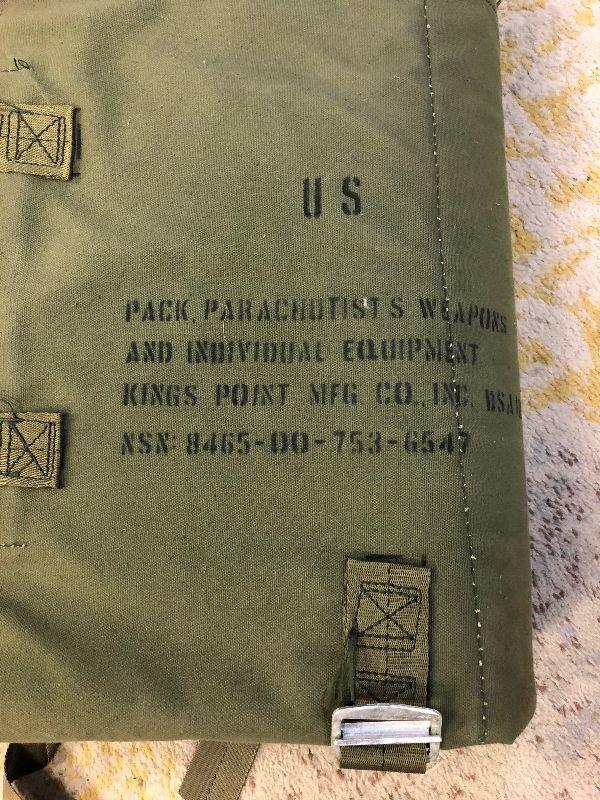 US
PACK, PARACHUTIST'S WEAPONS
AND INDIVIDUAL EQUIPMENT
KINGS POINT MFG CO., INC.
NSN: 8465-00-753-6547